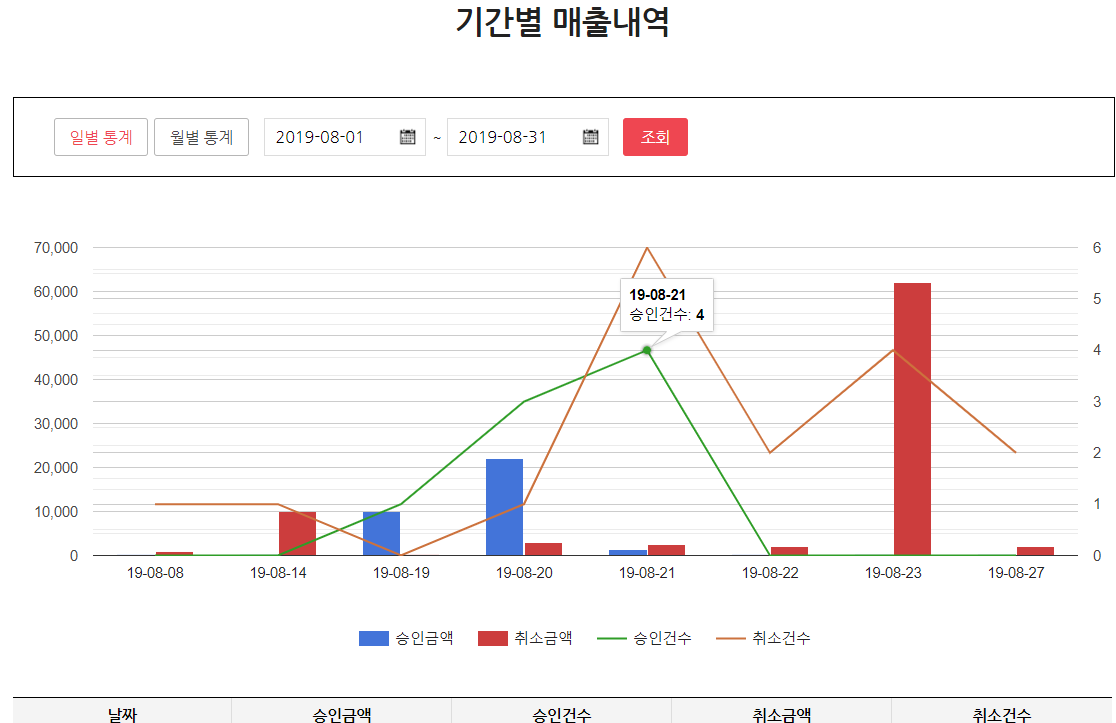 기간별 매출내역
일별 통계 월별 통계 2019-08-01 ~ 2019-08-31 조회
70,000 6
60,000 5
50,000 4
40,000 3
30,000 2
20,000 1
10,000 0
0
19-08-21
승인건수: 4
19-08-08 19-08-14 19-08-19 19-08-20 19-08-21 19-08-22 19-08-23 19-08-27
승인금액 취소금액 승인건수 취소건수
날짜 승인금액 승인건수 취소금액 취소건수